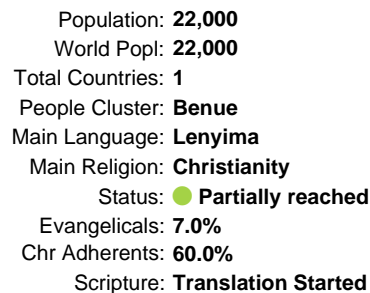 Population: 22,000
World Popl: 22,000
Total Countries: 1
People Cluster: Benue
Main Language: Lenyima
Main Religion: Christianity
Status: Partially reached
Evangelicals: 7.0%
Chr Adherents: 60.0%
Scripture: Translation Started